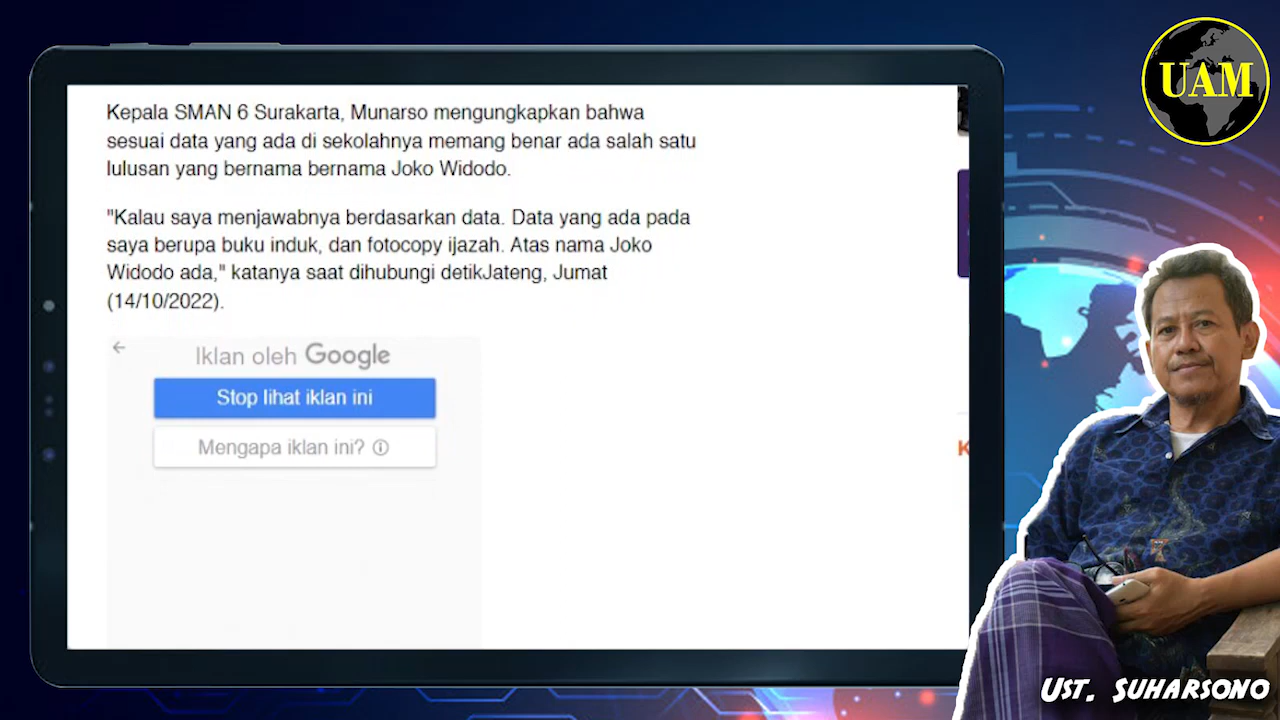 UAM
Kepala SMAN 6 Surakarta, Munarso mengungkapkan bahwa
sesuai data yang ada di sekolahnya memang benar ada salah satu
lulusan yang bernama bernama Joko Widodo.
"Kalau saya menjawabnya berdasarkan data. Data yang ada pada
saya berupa buku induk, dan fotocopy ijazah. Atas nama Joko
Widodo ada," katanya saat dihubungi detikJateng, Jumat
(14/10/2022).
Iklan oleh Google
Stop lihat iklan ini
Mengapa iklan ini?
K
UST. SUHARSONO